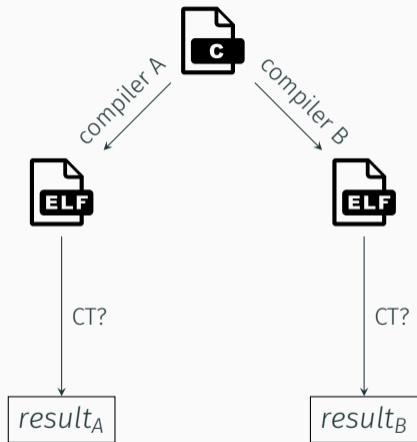 C
compiler A
compiler B
ELF
ELF
CT?
CT?
result_A
result_B